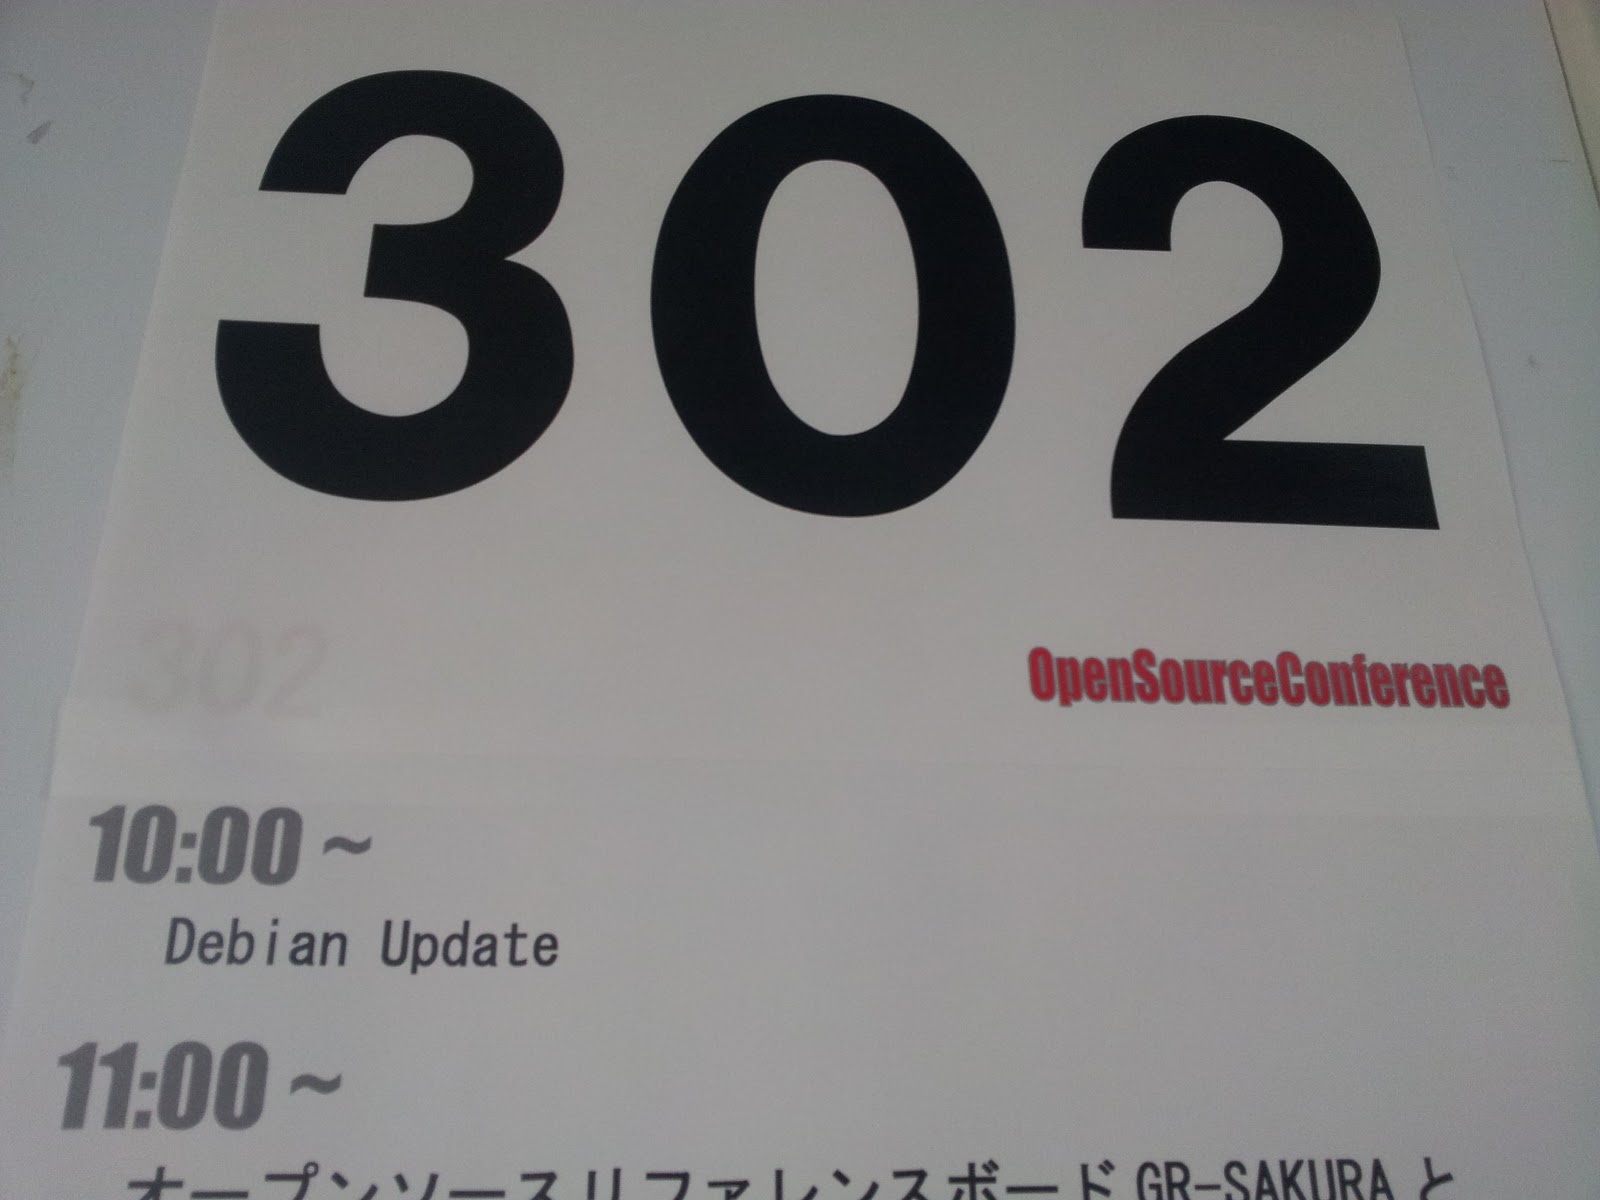 302
302
OpenSourceConference
10:00 ~
Debian Update
11:00 ~
オープンソースリファレンスボード GR-SAKURA と